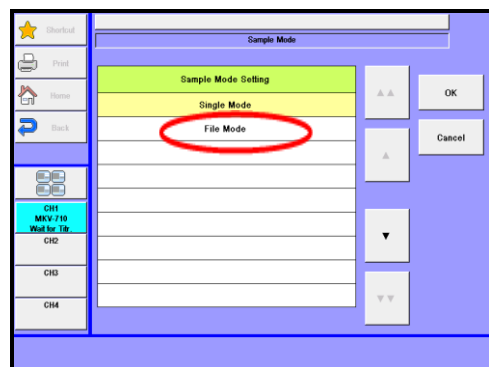 Shortcut
Sample Mode
Print
Home
Back
Sample Mode Setting
Single Mode
File Mode
OK
Cancel
CH1
MKV-710
Wait for Titr.
CH2
CH3
CH4